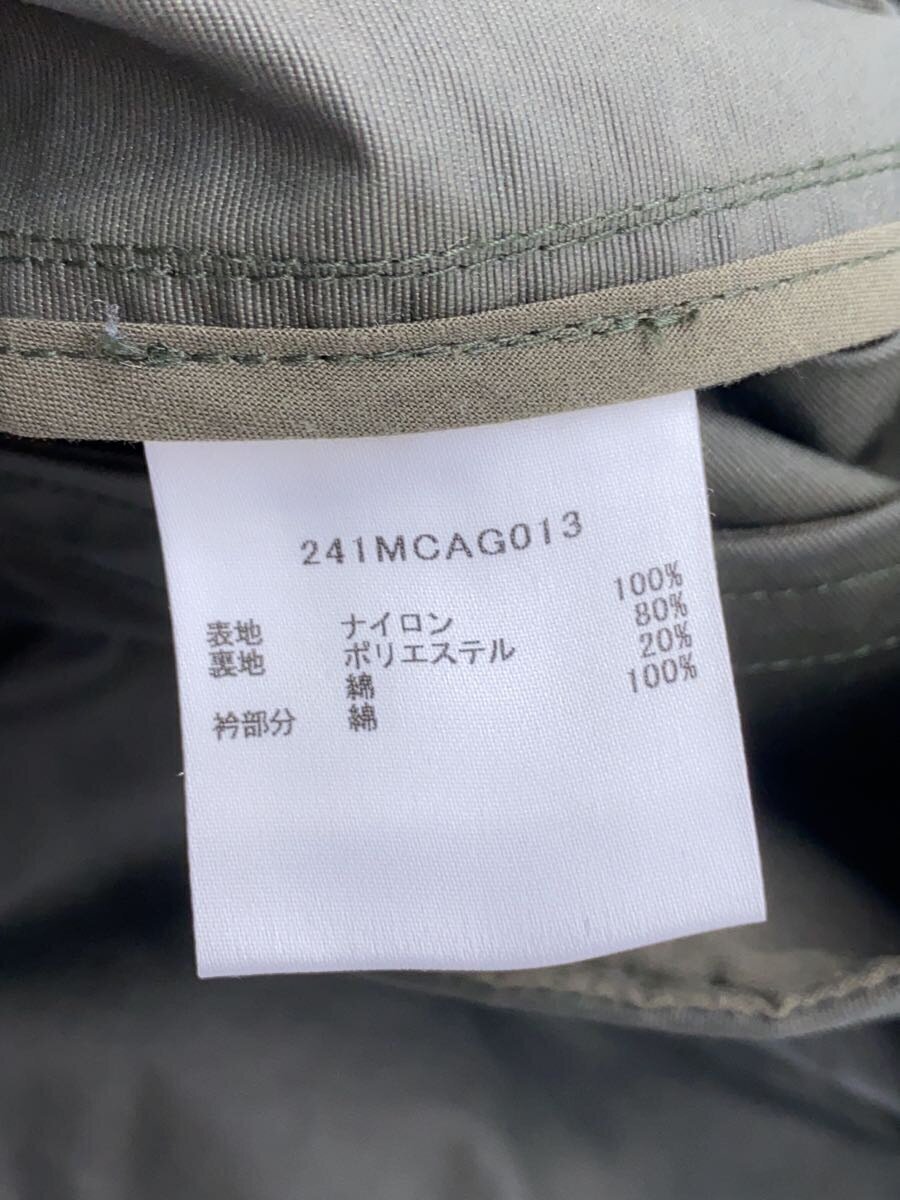 241MCAG013
表地 ナイロン 100%
裏地 ポリエステル 80%
綿 20%
衿部分 綿 100%